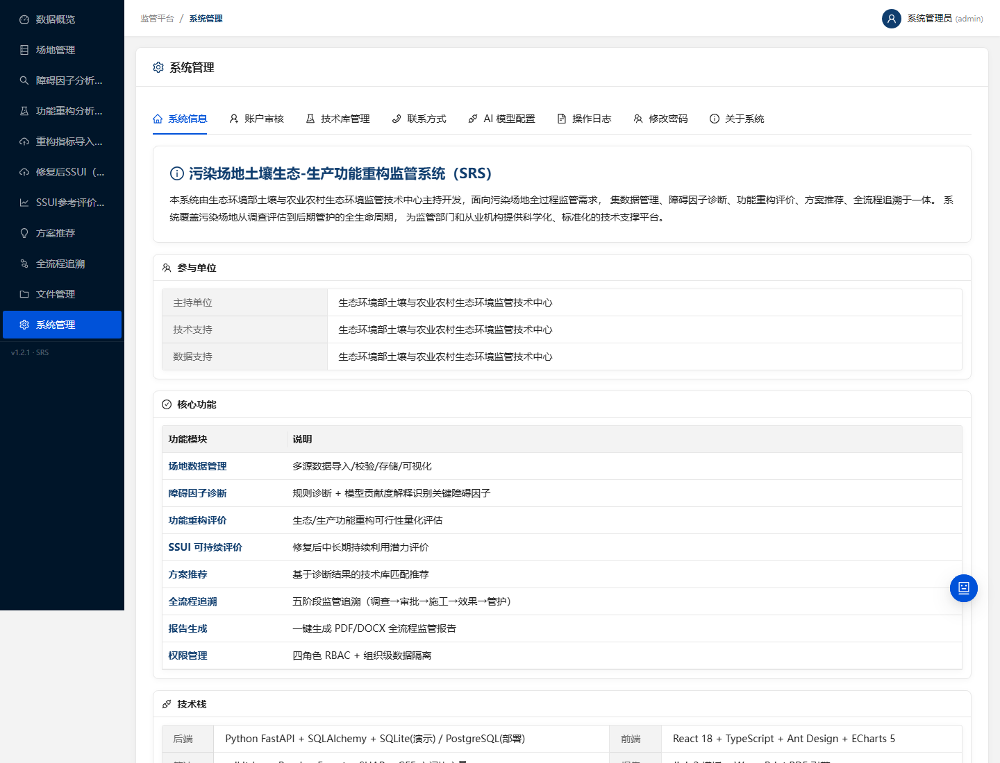 数据概览
场地管理
障碍因子分析...
功能重构分析...
重构指标导入...
修复后SSUI（...
SSUI参考评价...
方案推荐
全流程追溯
文件管理
系统管理
v1.2.1 · SRS
监管平台 / 系统管理
系统管理员 (admin)
系统管理
系统信息
账户审核
技术库管理
联系方式
AI 模型配置
操作日志
修改密码
关于系统
污染场地土壤生态-生产功能重构监管系统（SRS）
本系统由生态环境部土壤与农业农村生态环境监管技术中心主持开发，面向污染场地全过程监管需求， 集数据管理、障碍因子诊断、功能重构评价、方案推荐、全流程追溯于一体。 系
统覆盖污染场地从调查评估到后期管护的全生命周期， 为监管部门和从业机构提供科学化、标准化的技术支撑平台。
参与单位
主持单位 生态环境部土壤与农业农村生态环境监管技术中心
技术支持 生态环境部土壤与农业农村生态环境监管技术中心
数据支持 生态环境部土壤与农业农村生态环境监管技术中心
核心功能
功能模块 说明
场地数据管理 多源数据导入/校验/存储/可视化
障碍因子诊断 规则诊断 + 模型贡献度解释识别关键障碍因子
功能重构评价 生态/生产功能重构可行性量化评估
SSUI 可持续评价 修复后中长期持续利用潜力评价
方案推荐 基于诊断结果的技术库匹配推荐
全流程追溯 五阶段监管追溯（调查→审批→施工→效果→管护）
报告生成 一键生成 PDF/DOCX 全流程监管报告
权限管理 四角色 RBAC + 组织级数据隔离
技术栈
后端 Python FastAPI + SQLAlchemy + SQLite(演示) / PostgreSQL(部署) 前端 React 18 + TypeScript + Ant Design + ECharts 5